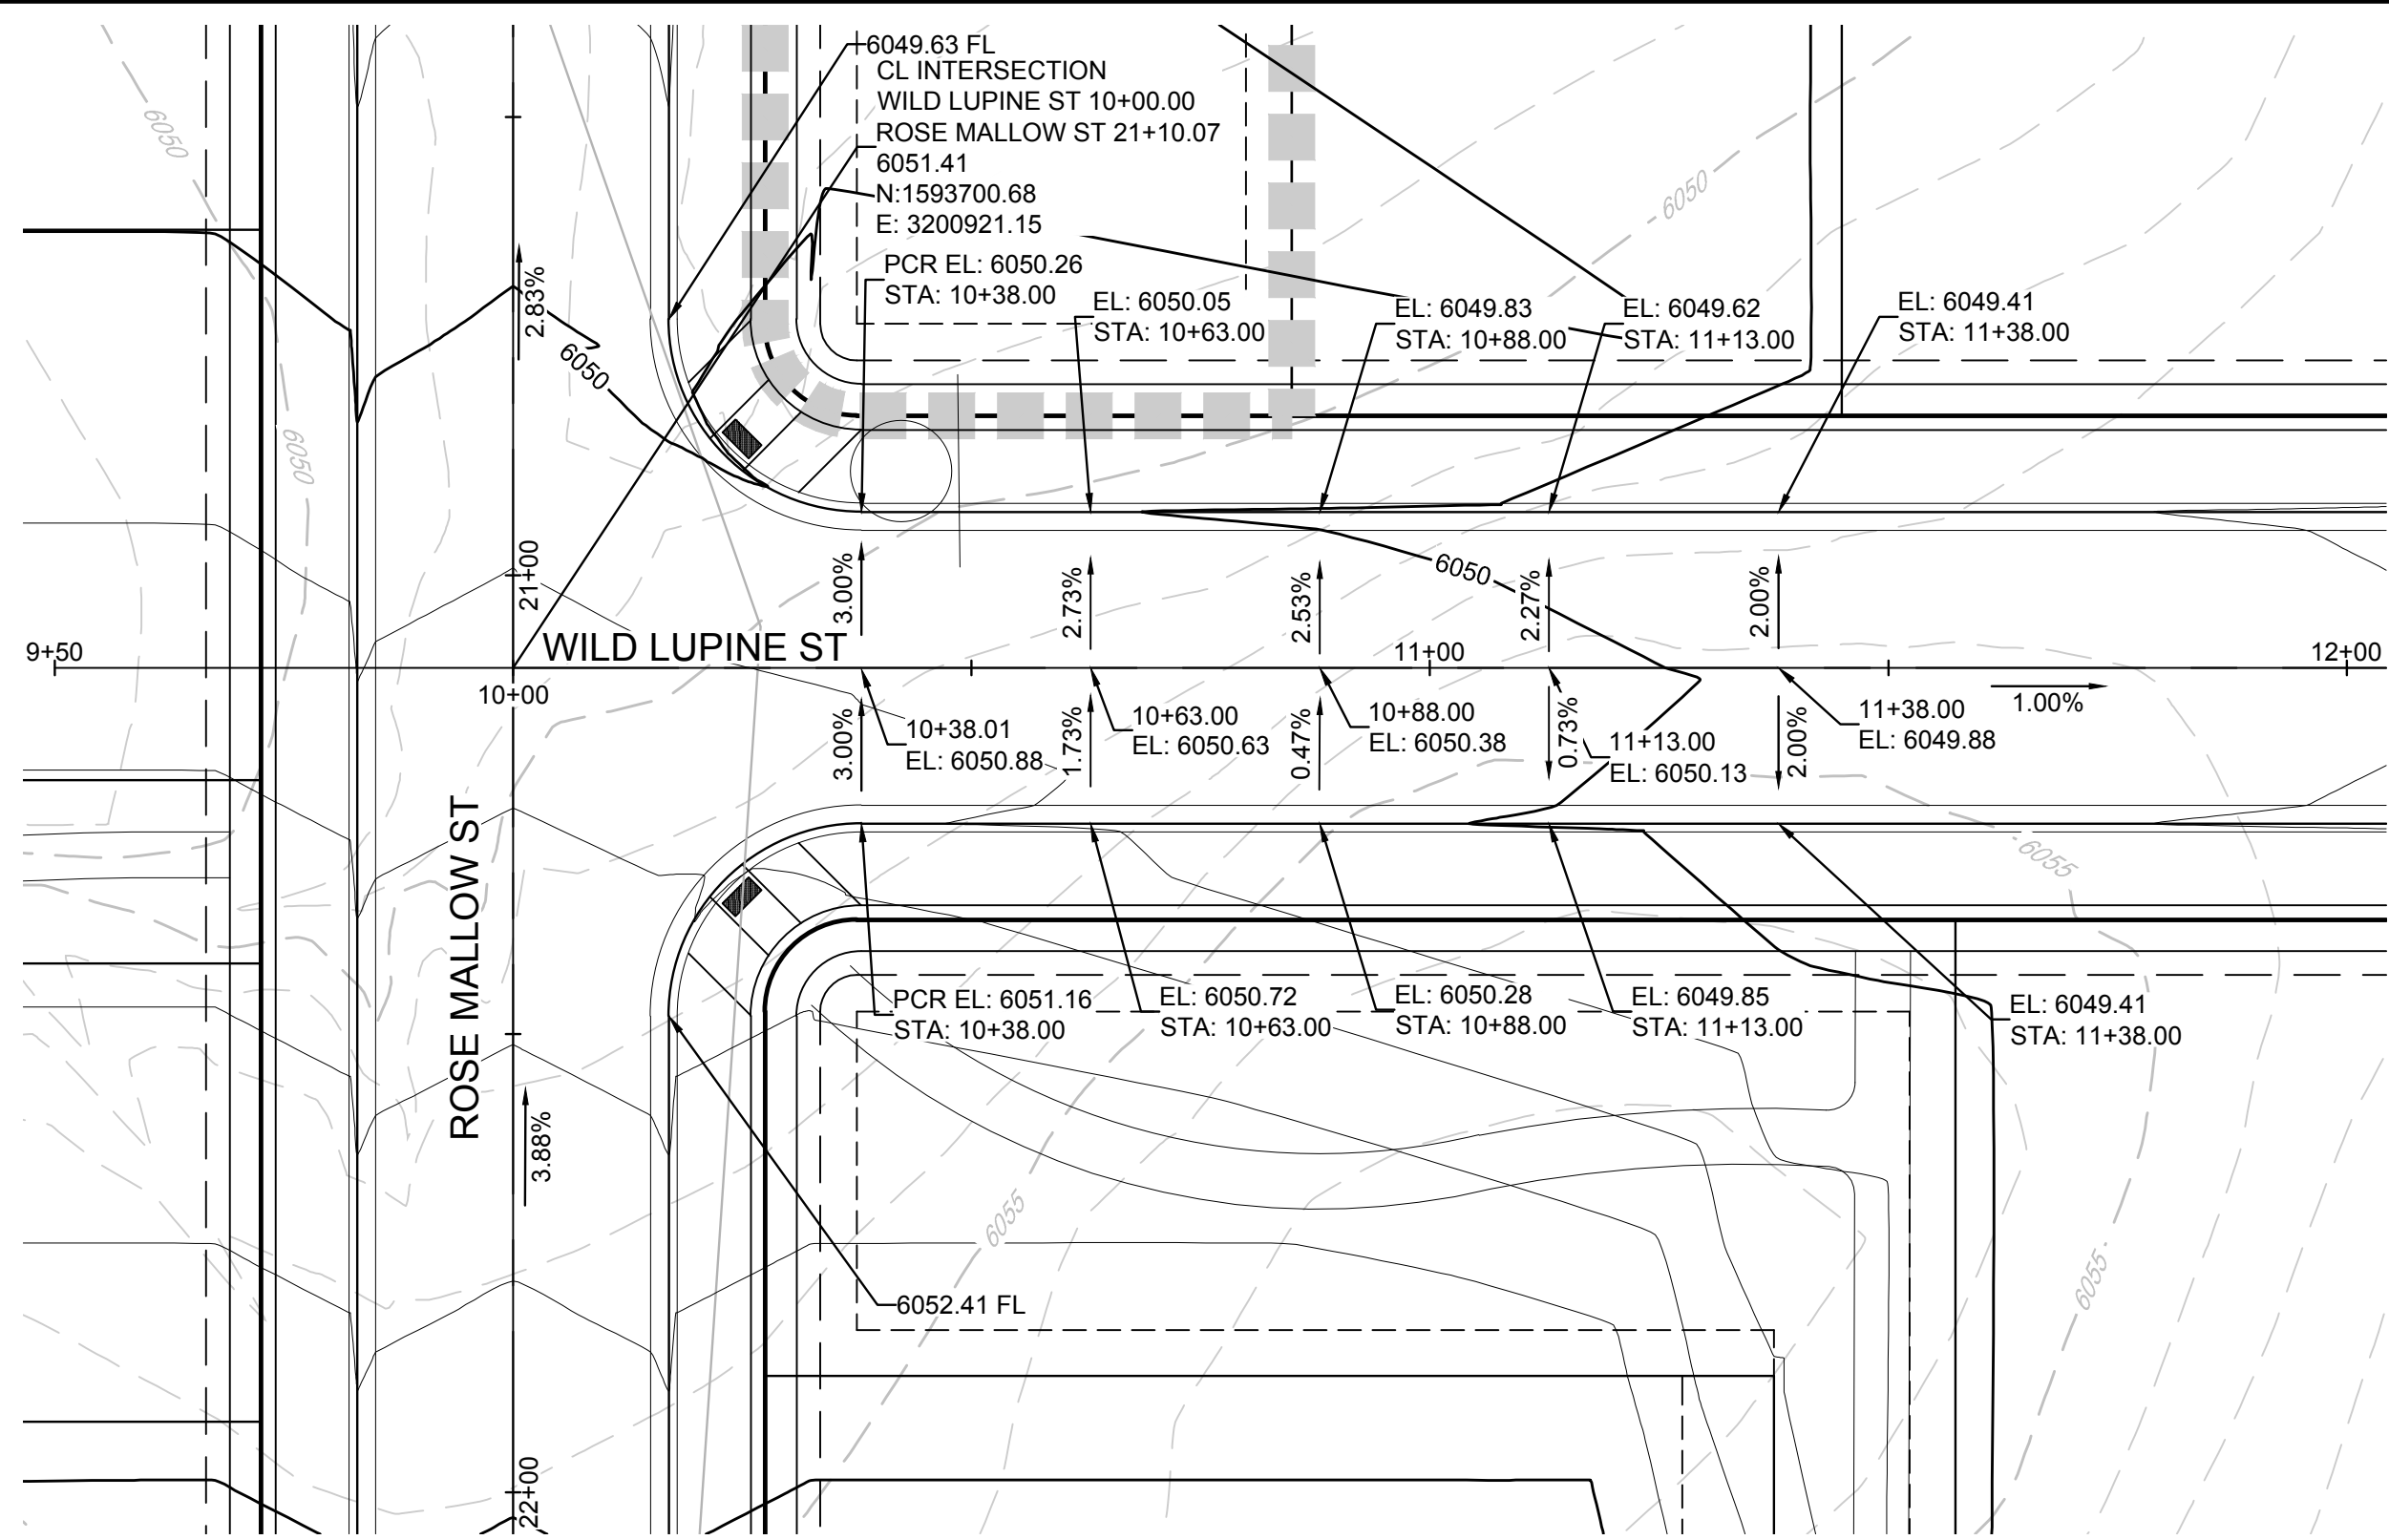 6049.63 FL
CL INTERSECTION
WILD LUPINE ST 10+00.00
ROSE MALLOW ST 21+10.07
6051.41
N:1593700.68
E: 3200921.15
6050
6050
2.83%
PCR EL: 6050.26
STA: 10+38.00
EL: 6050.05
STA: 10+63.00
EL: 6049.83
STA: 10+88.00
EL: 6049.62
STA: 11+13.00
EL: 6049.41
STA: 11+38.00
6050
6050
21+00
3.00%
2.73%
2.53%
6050
2.27%
2.00%
9+50
WILD LUPINE ST
11+00
12+00
10+00
3.00%
10+38.01
EL: 6050.88
1.73%
10+63.00
EL: 6050.63
0.47%
10+88.00
EL: 6050.38
0.73%
11+13.00
EL: 6050.13
2.00%
11+38.00
EL: 6049.88
1.00%
ROSE MALLOW ST
6055
PCR EL: 6051.16
STA: 10+38.00
EL: 6050.72
STA: 10+63.00
EL: 6050.28
STA: 10+88.00
EL: 6049.85
STA: 11+13.00
EL: 6049.41
STA: 11+38.00
3.88%
6055
6055
6052.41 FL
22+00